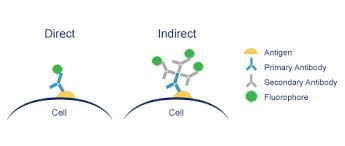 Direct
Indirect
Antigen
Primary Antibody
Secondary Antibody
Fluorophore
Cell
Cell